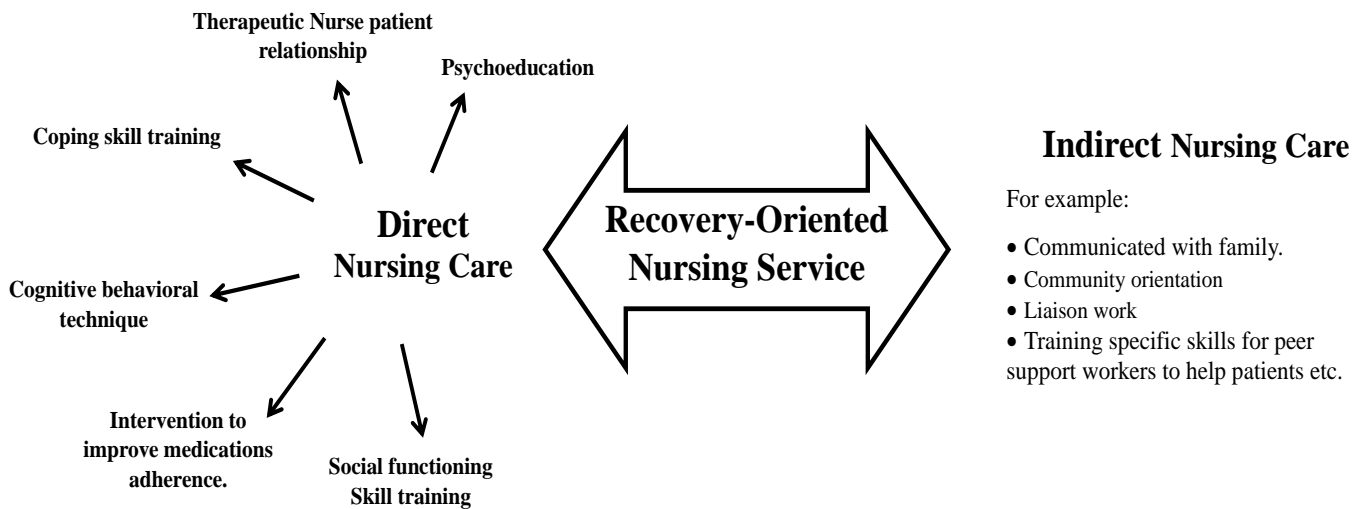 Therapeutic Nurse patient
relationship
Psychoeducation
Coping skill training
Direct
Nursing Care
Cognitive behavioral
technique
Intervention to
improve medications
adherence.
Social functioning
Skill training
Recovery-Oriented
Nursing Service
Indirect Nursing Care
For example:
• Communicated with family.
• Community orientation
• Liaison work
• Training specific skills for peer
support workers to help patients etc.